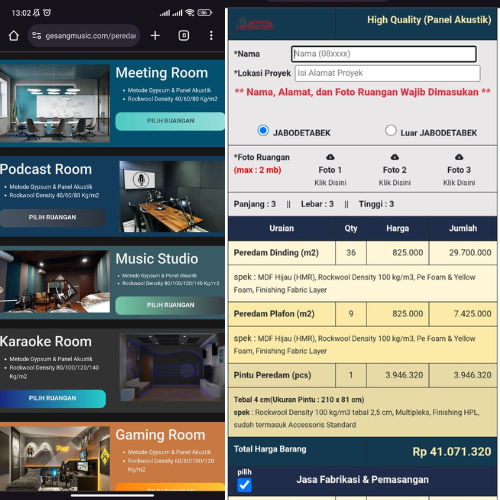 13:02
gesangmusic.com/peredar
Meeting Room
Metode Gypsum & Panel Akustik
Rockwool Density 40/60/80 Kg/m2
PILIH RUANGAN
Podcast Room
Metode Gypsum & Panel Akustik
Rockwool Density 40/60/80 Kg/m2
PILIH RUANGAN
Music Studio
Metode Gypsum & Panel Akustik
Rockwool Density 80/100/120/140 Kg/m2
PILIH RUANGAN
Karaoke Room
Metode Gypsum & Panel Akustik
Rockwool Density 80/100/120/140 Kg/m2
PILIH RUANGAN
Gaming Room
Metode Gypsum & Panel Akustik
Rockwool Density 60/80/100/120 Kg/m2
High Quality (Panel Akustik)
*Nama Nama (08xxxx)
*Lokasi Proyek Isi Alamat Proyek
** Nama, Alamat, dan Foto Ruangan Wajib Dimasukan **
JABODETABEK Luar JABODETABEK
*Foto Ruangan (max : 2 mb)
Foto 1 Foto 2 Foto 3
Klik Disini Klik Disini Klik Disini
Panjang : 3 || Lebar : 3 || Tinggi : 3
Uraian Qty Harga Jumlah
Peredam Dinding (m2) 36 825.000 29.700.000
spek : MDF Hijau (HMR), Rockwool Density 100 kg/m3, Pe Foam & Yellow
Foam, Finishing Fabric Layer
Peredam Plafon (m2) 9 825.000 7.425.000
spek : MDF Hijau (HMR), Rockwool Density 100 kg/m3, Pe Foam & Yellow
Foam, Finishing Fabric Layer
Pintu Peredam (pcs) 1 3.946.320 3.946.320
Tebal 4 cm(Ukuran Pintu : 210 x 81 cm)
spek : Rockwool Density 100 kg/m3 tebal 2,5 cm, Multipleks, Finishing HPL,
sudah termasuk Accessoris Standard
Total Harga Barang Rp 41.071.320
pilih
Jasa Fabrikasi & Pemasangan